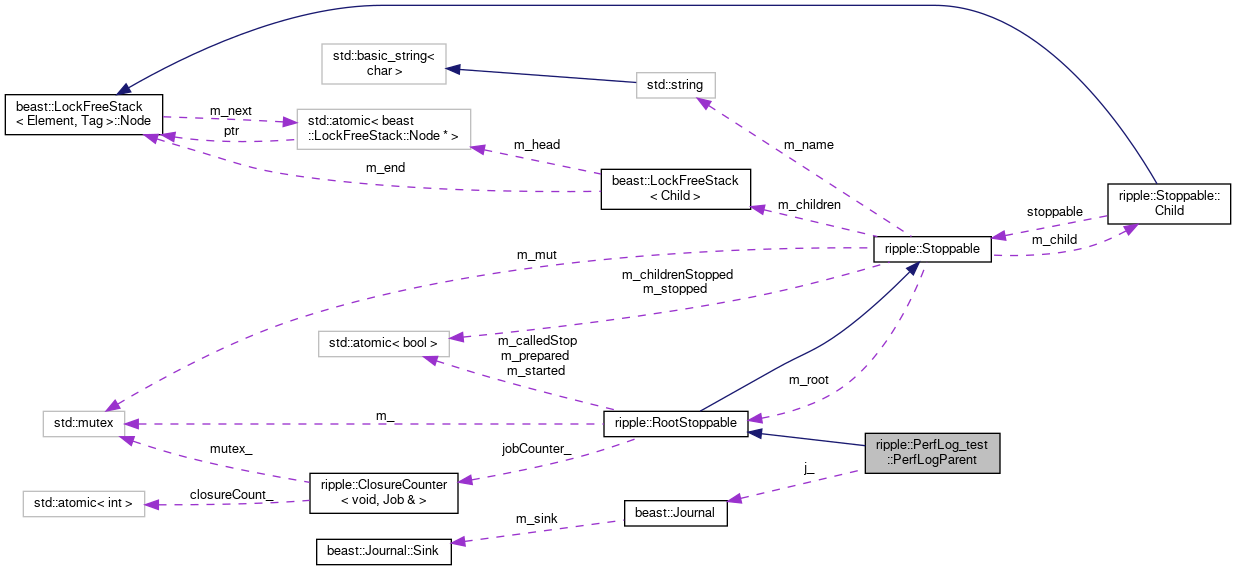 std::basic_string<
char >
std::string
beast::LockFreeStack
< Element, Tag >::Node
m_next
ptr
std::atomic< beast
::LockFreeStack::Node * >
m_head
m_name
m_end
beast::LockFreeStack
< Child >
m_children
ripple::Stoppable::
Child
stoppable
m_child
ripple::Stoppable
m_mut
m_childrenStopped
m_stopped
std::atomic< bool >
m_calledStop
m_prepared
m_started
m_root
std::mutex
m_
ripple::RootStoppable
ripple::PerfLog_test
::PerfLogParent
mutex_
jobCounter_
j_
ripple::ClosureCounter
< void, Job & >
closureCount_
std::atomic< int >
beast::Journal
m_sink
beast::Journal::Sink